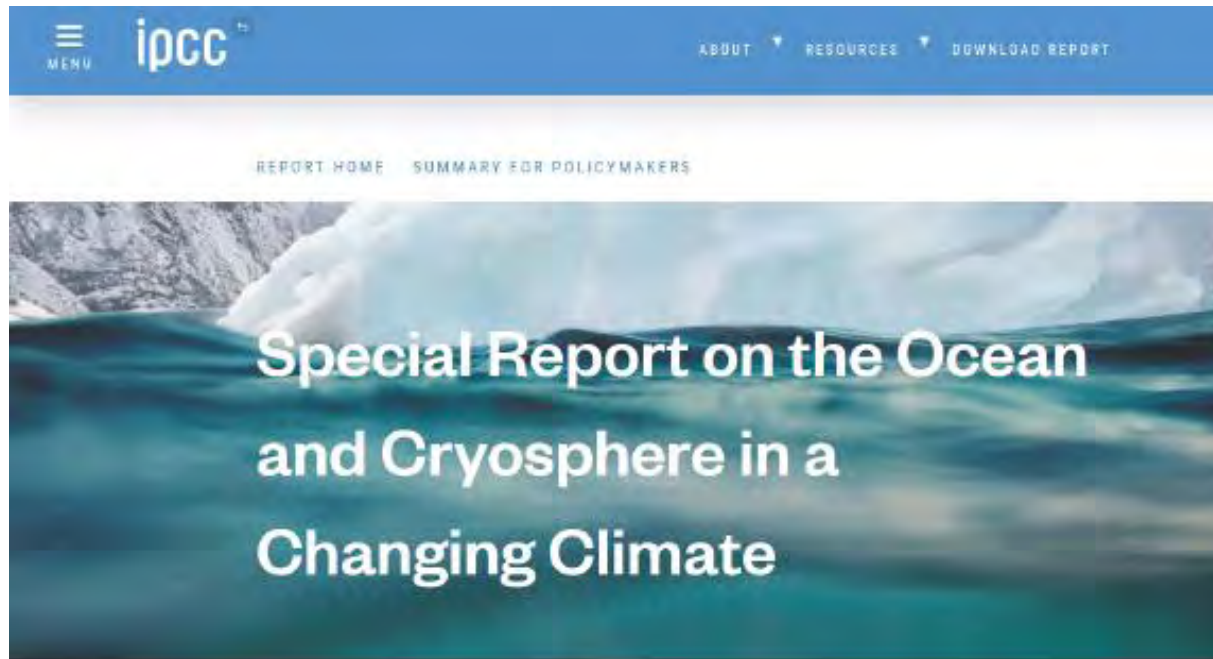 MENU
ipcc
ABOUT RESOURCES DOWNLOAD REPORT
REPORT HOME SUMMARY FOR POLICYMAKERS
Special Report on the Ocean
and Cryosphere in a
Changing Climate